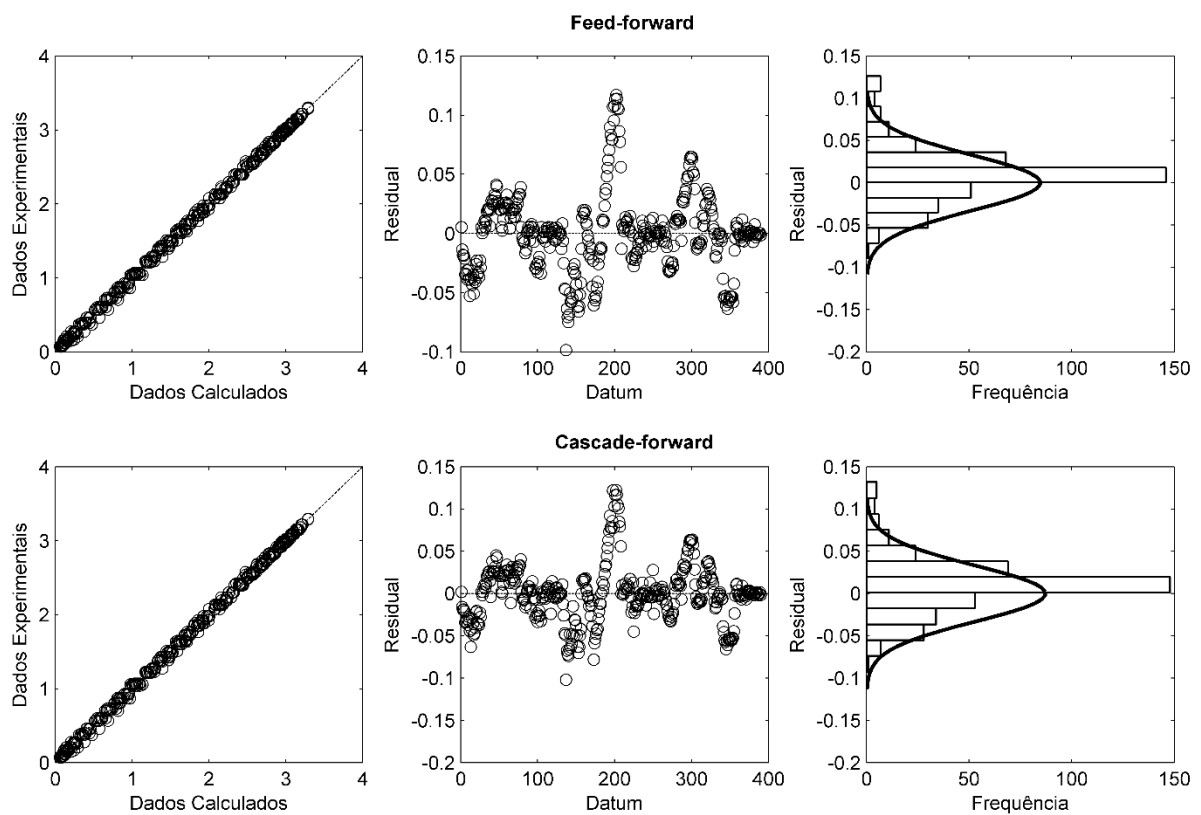 Feed-forward
4
3
2
1
0
0 1 2 3 4
Dados Experimentais
Dados Calculados
0.15
0.1
0.05
0
-0.05
-0.1
0 100 200 300 400
Residual
Datum
0.15
0.1
0.05
0
-0.05
-0.1
-0.15
-0.2
0 50 100 150
Residual
Frequência
Cascade-forward
4
3
2
1
0
0 1 2 3 4
Dados Experimentais
Dados Calculados
0.15
0.1
0.05
0
-0.05
-0.1
-0.15
-0.2
0 100 200 300 400
Residual
Datum
0.15
0.1
0.05
0
-0.05
-0.1
-0.15
-0.2
0 50 100 150
Residual
Frequência